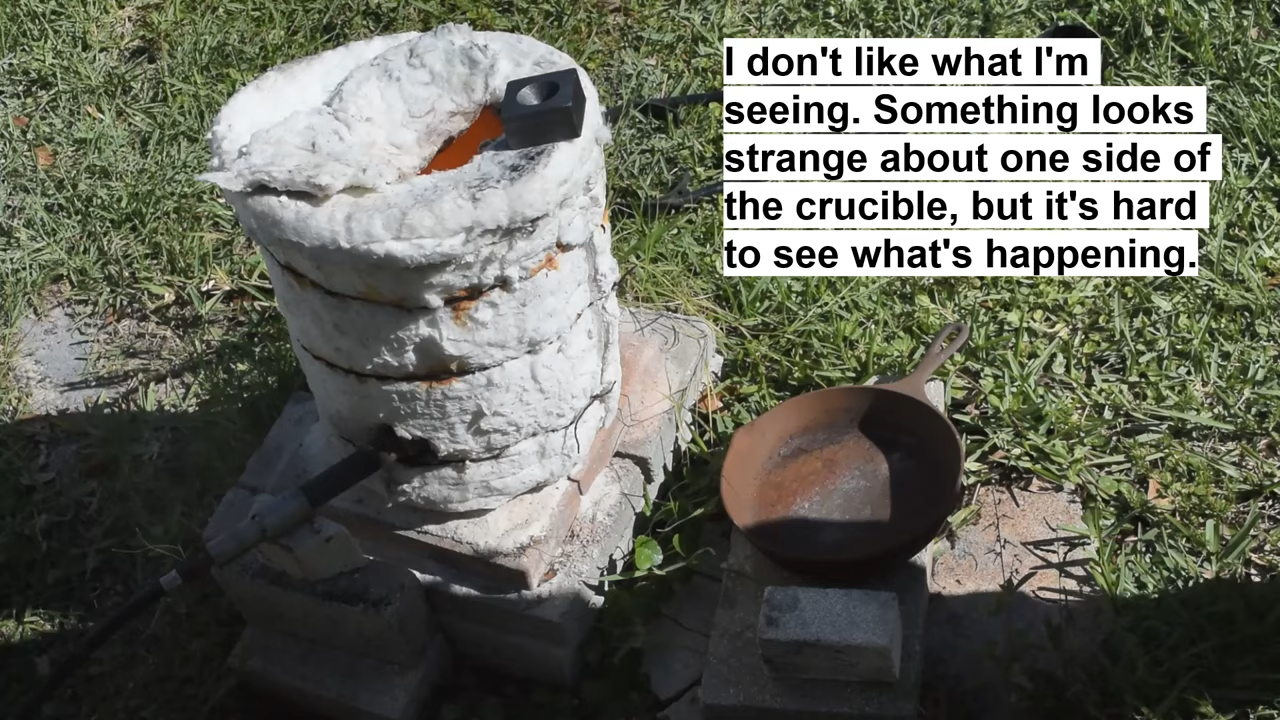 I don't like what I'm
seeing. Something looks
strange about one side of
the crucible, but it's hard
to see what's happening.